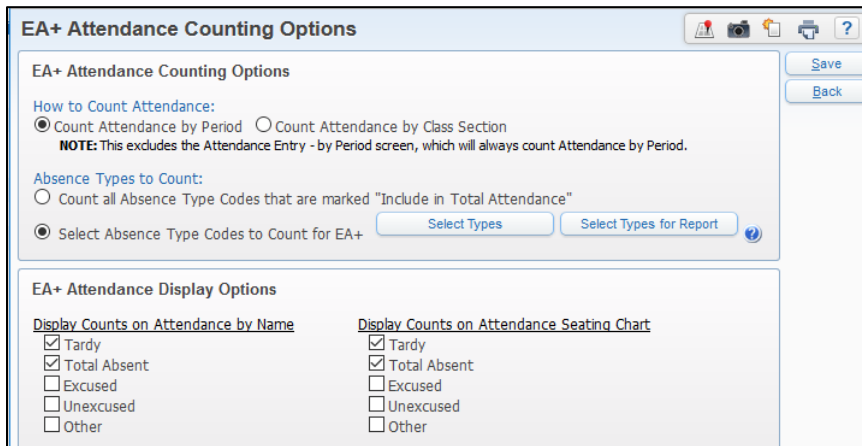 EA+ Attendance Counting Options
?
Save
Back
EA+ Attendance Counting Options
How to Count Attendance:
Count Attendance by Period Count Attendance by Class Section
NOTE: This excludes the Attendance Entry - by Period screen, which will always count Attendance by Period.
Absence Types to Count:
Count all Absence Type Codes that are marked "Include in Total Attendance"
Select Absence Type Codes to Count for EA+ Select Types Select Types for Report ?
EA+ Attendance Display Options
Display Counts on Attendance by Name Display Counts on Attendance Seating Chart
Tardy Tardy
Total Absent Total Absent
Excused Excused
Unexcused Unexcused
Other Other